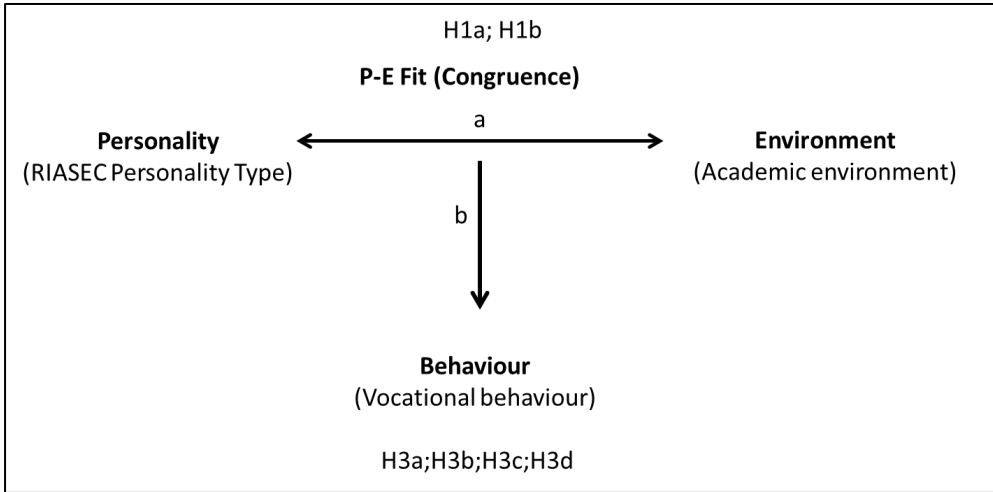 H1a; H1b
P-E Fit (Congruence)
a
Personality
(RIASEC Personality Type)
Environment
(Academic environment)
b
Behaviour
(Vocational behaviour)
H3a;H3b;H3c;H3d